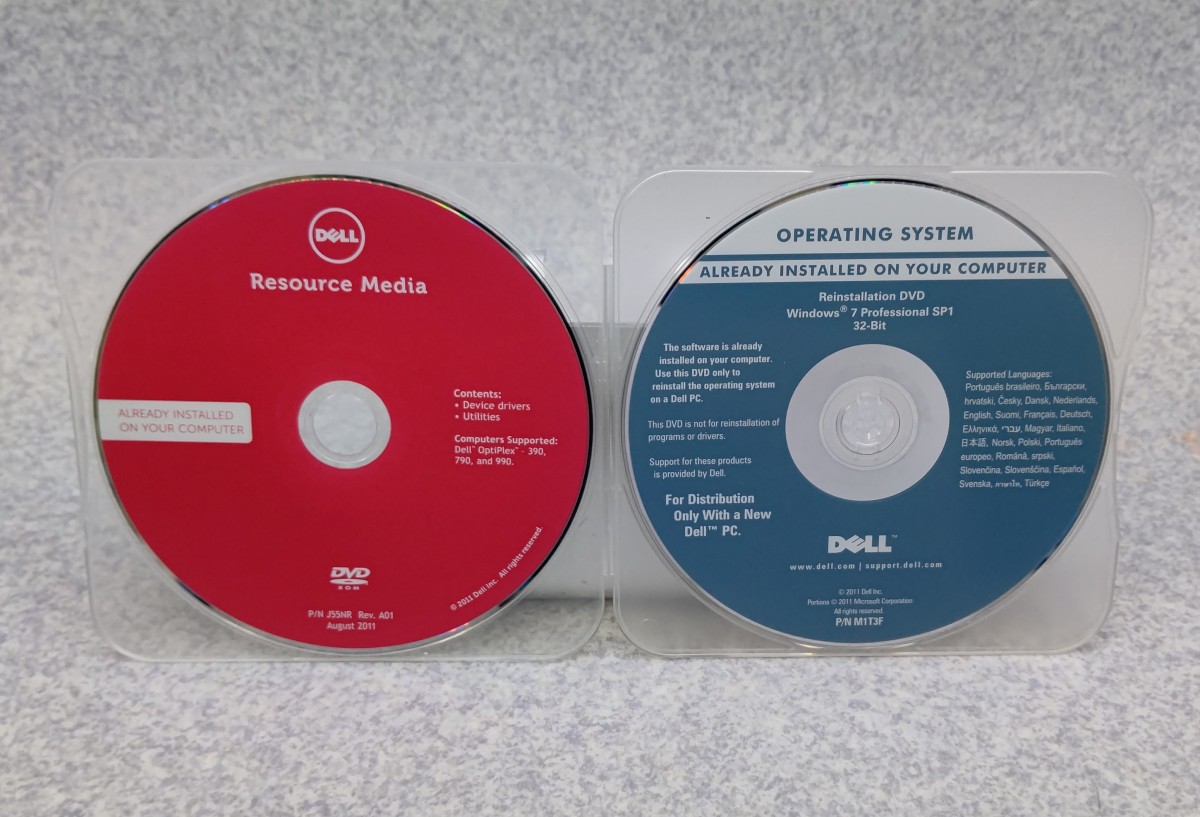 DELL
Resource Media
ALREADY INSTALLED
ON YOUR COMPUTER
Contents:
• Device drivers
• Utilities
Computers Supported:
Dell™ OptiPlex™ - 390,
790, and 990.
DVD
ROM
P/N J55NR Rev. A01
August 2011
© 2011 Dell Inc. All rights reserved.
OPERATING SYSTEM
ALREADY INSTALLED ON YOUR COMPUTER
Reinstallation DVD
Windows® 7 Professional SP1
32-Bit
The software is already
installed on your computer.
Use this DVD only to
reinstall the operating system
on a Dell PC.
This DVD is not for reinstallation of
programs or drivers.
Support for these products
is provided by Dell.
For Distribution
Only With a New
Dell™ PC.
Supported Languages:
Português brasileiro, Български,
hrvatski, Česky, Dansk, Nederlands,
English, Suomi, Français, Deutsch,
Ελληνικά, עברי, Magyar, Italiano,
日本語, Norsk, Polski, Português
europeo, Română, srpski,
Slovenčina, Slovenščina, Español,
Svenska, ภาษาไทย, Türkçe
DELL™
www.dell.com | support.dell.com
© 2011 Dell Inc.
Portions © 2011 Microsoft Corporation
All rights reserved.
P/N M1T3F